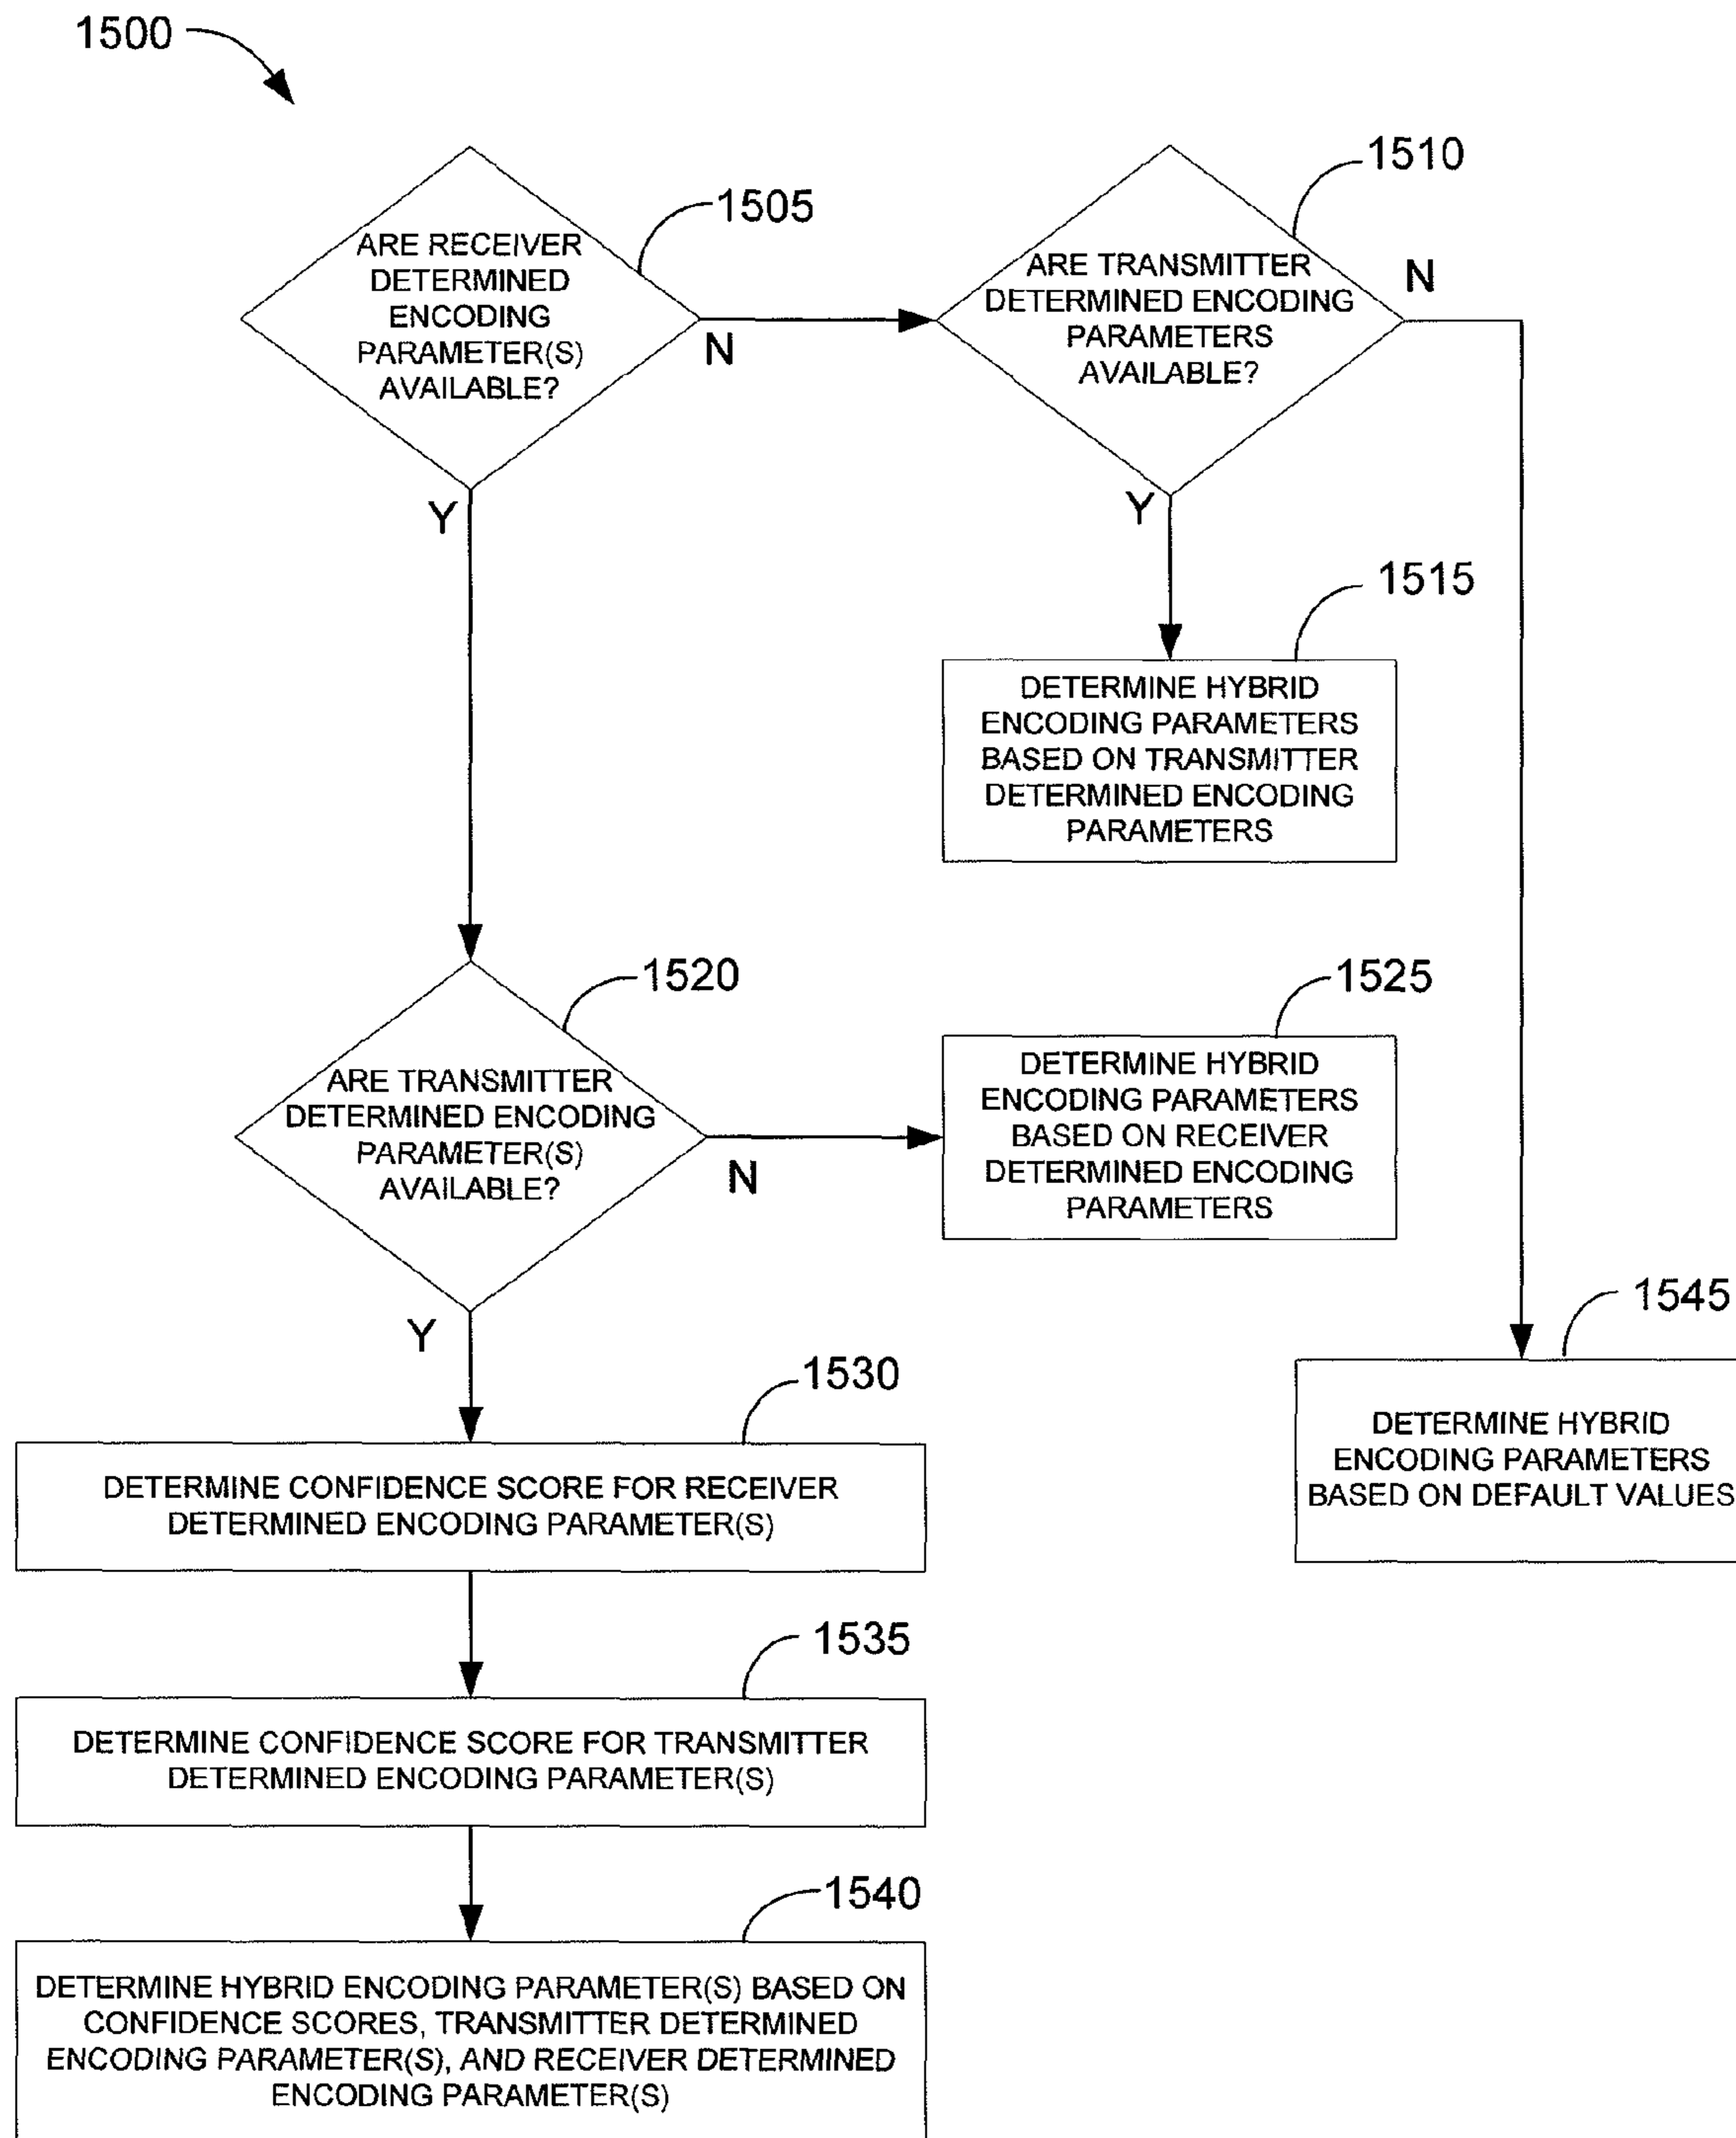 1500
1505
ARE RECEIVER
DETERMINED
ENCODING
PARAMETER(S)
AVAILABLE?
N
Y
1510
ARE TRANSMITTER
DETERMINED ENCODING
PARAMETERS
AVAILABLE?
N
Y
1515
DETERMINE HYBRID
ENCODING PARAMETERS
BASED ON TRANSMITTER
DETERMINED ENCODING
PARAMETERS
1520
ARE TRANSMITTER
DETERMINED ENCODING
PARAMETER(S)
AVAILABLE?
N
Y
1525
DETERMINE HYBRID
ENCODING PARAMETERS
BASED ON RECEIVER
DETERMINED ENCODING
PARAMETERS
1545
DETERMINE HYBRID
ENCODING PARAMETERS
BASED ON DEFAULT VALUES
1530
DETERMINE CONFIDENCE SCORE FOR RECEIVER
DETERMINED ENCODING PARAMETER(S)
1535
DETERMINE CONFIDENCE SCORE FOR TRANSMITTER
DETERMINED ENCODING PARAMETER(S)
1540
DETERMINE HYBRID ENCODING PARAMETER(S) BASED ON
CONFIDENCE SCORES, TRANSMITTER DETERMINED
ENCODING PARAMETER(S), AND RECEIVER DETERMINED
ENCODING PARAMETER(S)